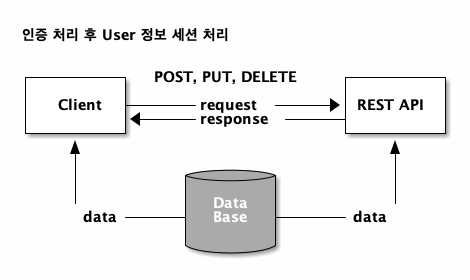 인증 처리 후 User 정보 세션 처리
POST, PUT, DELETE
Client
request
response
REST API
Data
Base
data
data